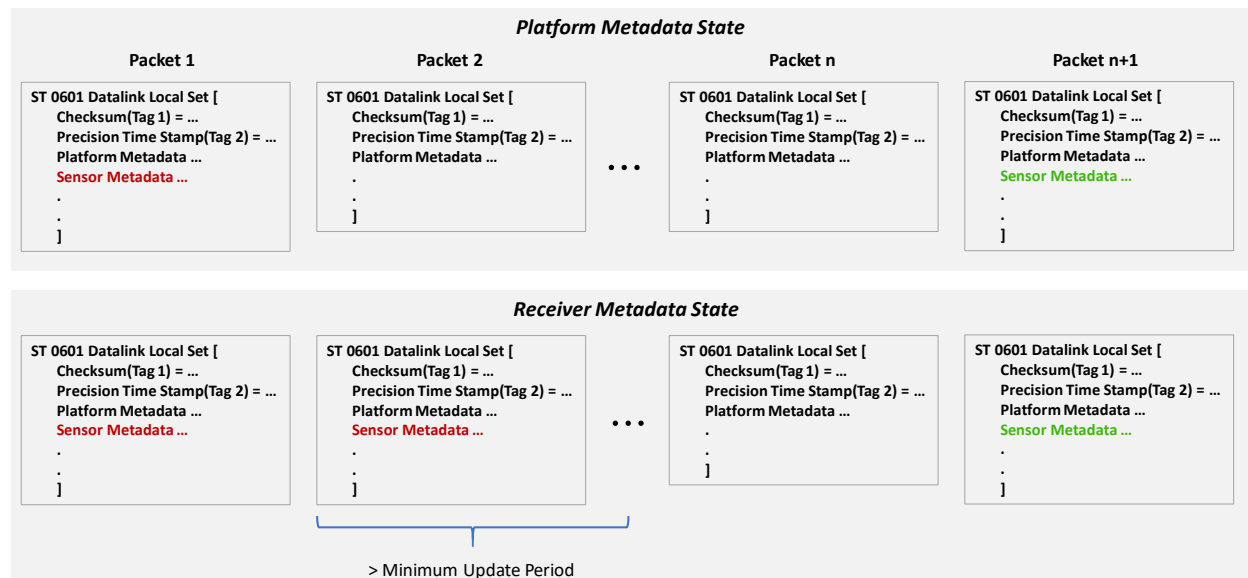 Platform Metadata State
Packet 1
Packet 2
Packet n
Packet n+1
ST 0601 Datalink Local Set [
Checksum(Tag 1) = ...
Precision Time Stamp(Tag 2) = ...
Platform Metadata ...
Sensor Metadata ...
.
.
]
ST 0601 Datalink Local Set [
Checksum(Tag 1) = ...
Precision Time Stamp(Tag 2) = ...
Platform Metadata ...
.
.
]
...
ST 0601 Datalink Local Set [
Checksum(Tag 1) = ...
Precision Time Stamp(Tag 2) = ...
Platform Metadata ...
.
.
]
ST 0601 Datalink Local Set [
Checksum(Tag 1) = ...
Precision Time Stamp(Tag 2) = ...
Platform Metadata ...
Sensor Metadata ...
.
.
]
Receiver Metadata State
ST 0601 Datalink Local Set [
Checksum(Tag 1) = ...
Precision Time Stamp(Tag 2) = ...
Platform Metadata ...
Sensor Metadata ...
.
.
]
ST 0601 Datalink Local Set [
Checksum(Tag 1) = ...
Precision Time Stamp(Tag 2) = ...
Platform Metadata ...
Sensor Metadata ...
.
.
]
...
ST 0601 Datalink Local Set [
Checksum(Tag 1) = ...
Precision Time Stamp(Tag 2) = ...
Platform Metadata ...
.
.
]
ST 0601 Datalink Local Set [
Checksum(Tag 1) = ...
Precision Time Stamp(Tag 2) = ...
Platform Metadata ...
Sensor Metadata ...
.
.
]
> Minimum Update Period